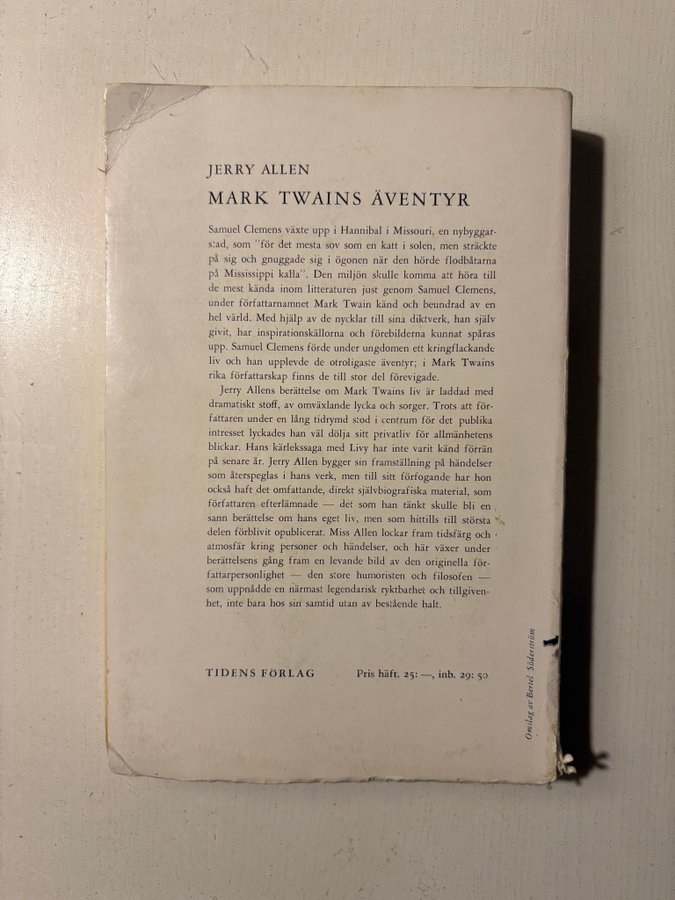 JERRY ALLEN
MARK TWAINS ÄVENTYR
Samuel Clemens växte upp i Hannibal i Missouri, en nybyggar-
stad, som "för det mesta sov som en katt i solen, men sträckte
på sig och gnuggade sig i ögonen när den hörde flodbåtarna
på Mississippi kalla". Den miljön skulle komma att höra till
de mest kända inom litteraturen just genom Samuel Clemens,
under författarnamnet Mark Twain känd och beundrad av en
hel värld. Med hjälp av de nycklar till sina diktverk, han själv
givit, har inspirationskällorna och förebilderna kunnat spåras
upp. Samuel Clemens förde under ungdomen ett kringflackande
liv och han upplevde de otroligaste äventyr; i Mark Twains
rika författarskap finns de till stor del förevigade.
Jerry Allens berättelse om Mark Twains liv är laddad med
dramatiskt stoff, av omväxlande lycka och sorger. Trots att för-
fattaren under en lång tidrymd stod i centrum för det publika
intresset lyckades han väl dölja sitt privatliv för allmänhetens
blickar. Hans kärlekssaga med Livy har inte varit känd förrän
på senare år. Jerry Allen bygger sin framställning på händelser
som återspeglas i hans verk, men till sitt förfogande har hon
också haft det omfattande, direkt självbiografiska material, som
författaren efterlämnade — det som han tänkt skulle bli en
sann berättelse om hans eget liv, men som hittills till största
delen förblivit opublicerat. Miss Allen lockar fram tidsfärg och
atmosfär kring personer och händelser, och här växer under
berättelsens gång fram en levande bild av den originella för-
fattarpersonlighet — den store humoristen och filosofen —
som uppnådde en närmast legendarisk ryktbarhet och tillgiven-
het, inte bara hos sin samtid utan av bestående halt.
TIDENS FÖRLAG Pris häft. 25: —, inb. 29: 50
Omslag av Bertel Söderström